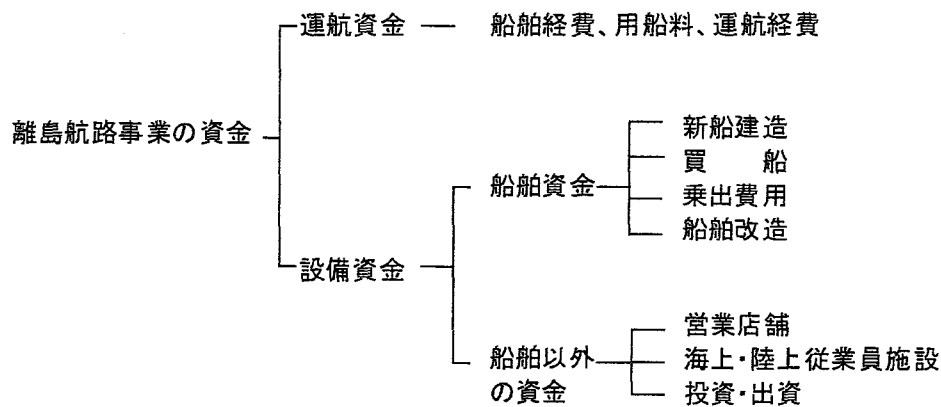 運航資金
船舶経費、用船料、運航経費
離島航路事業の資金
新船建造
買　　船
船舶資金
乗出費用
船舶改造
設備資金
営業店舗
船舶以外
の資金
海上・陸上従業員施設
投資・出資